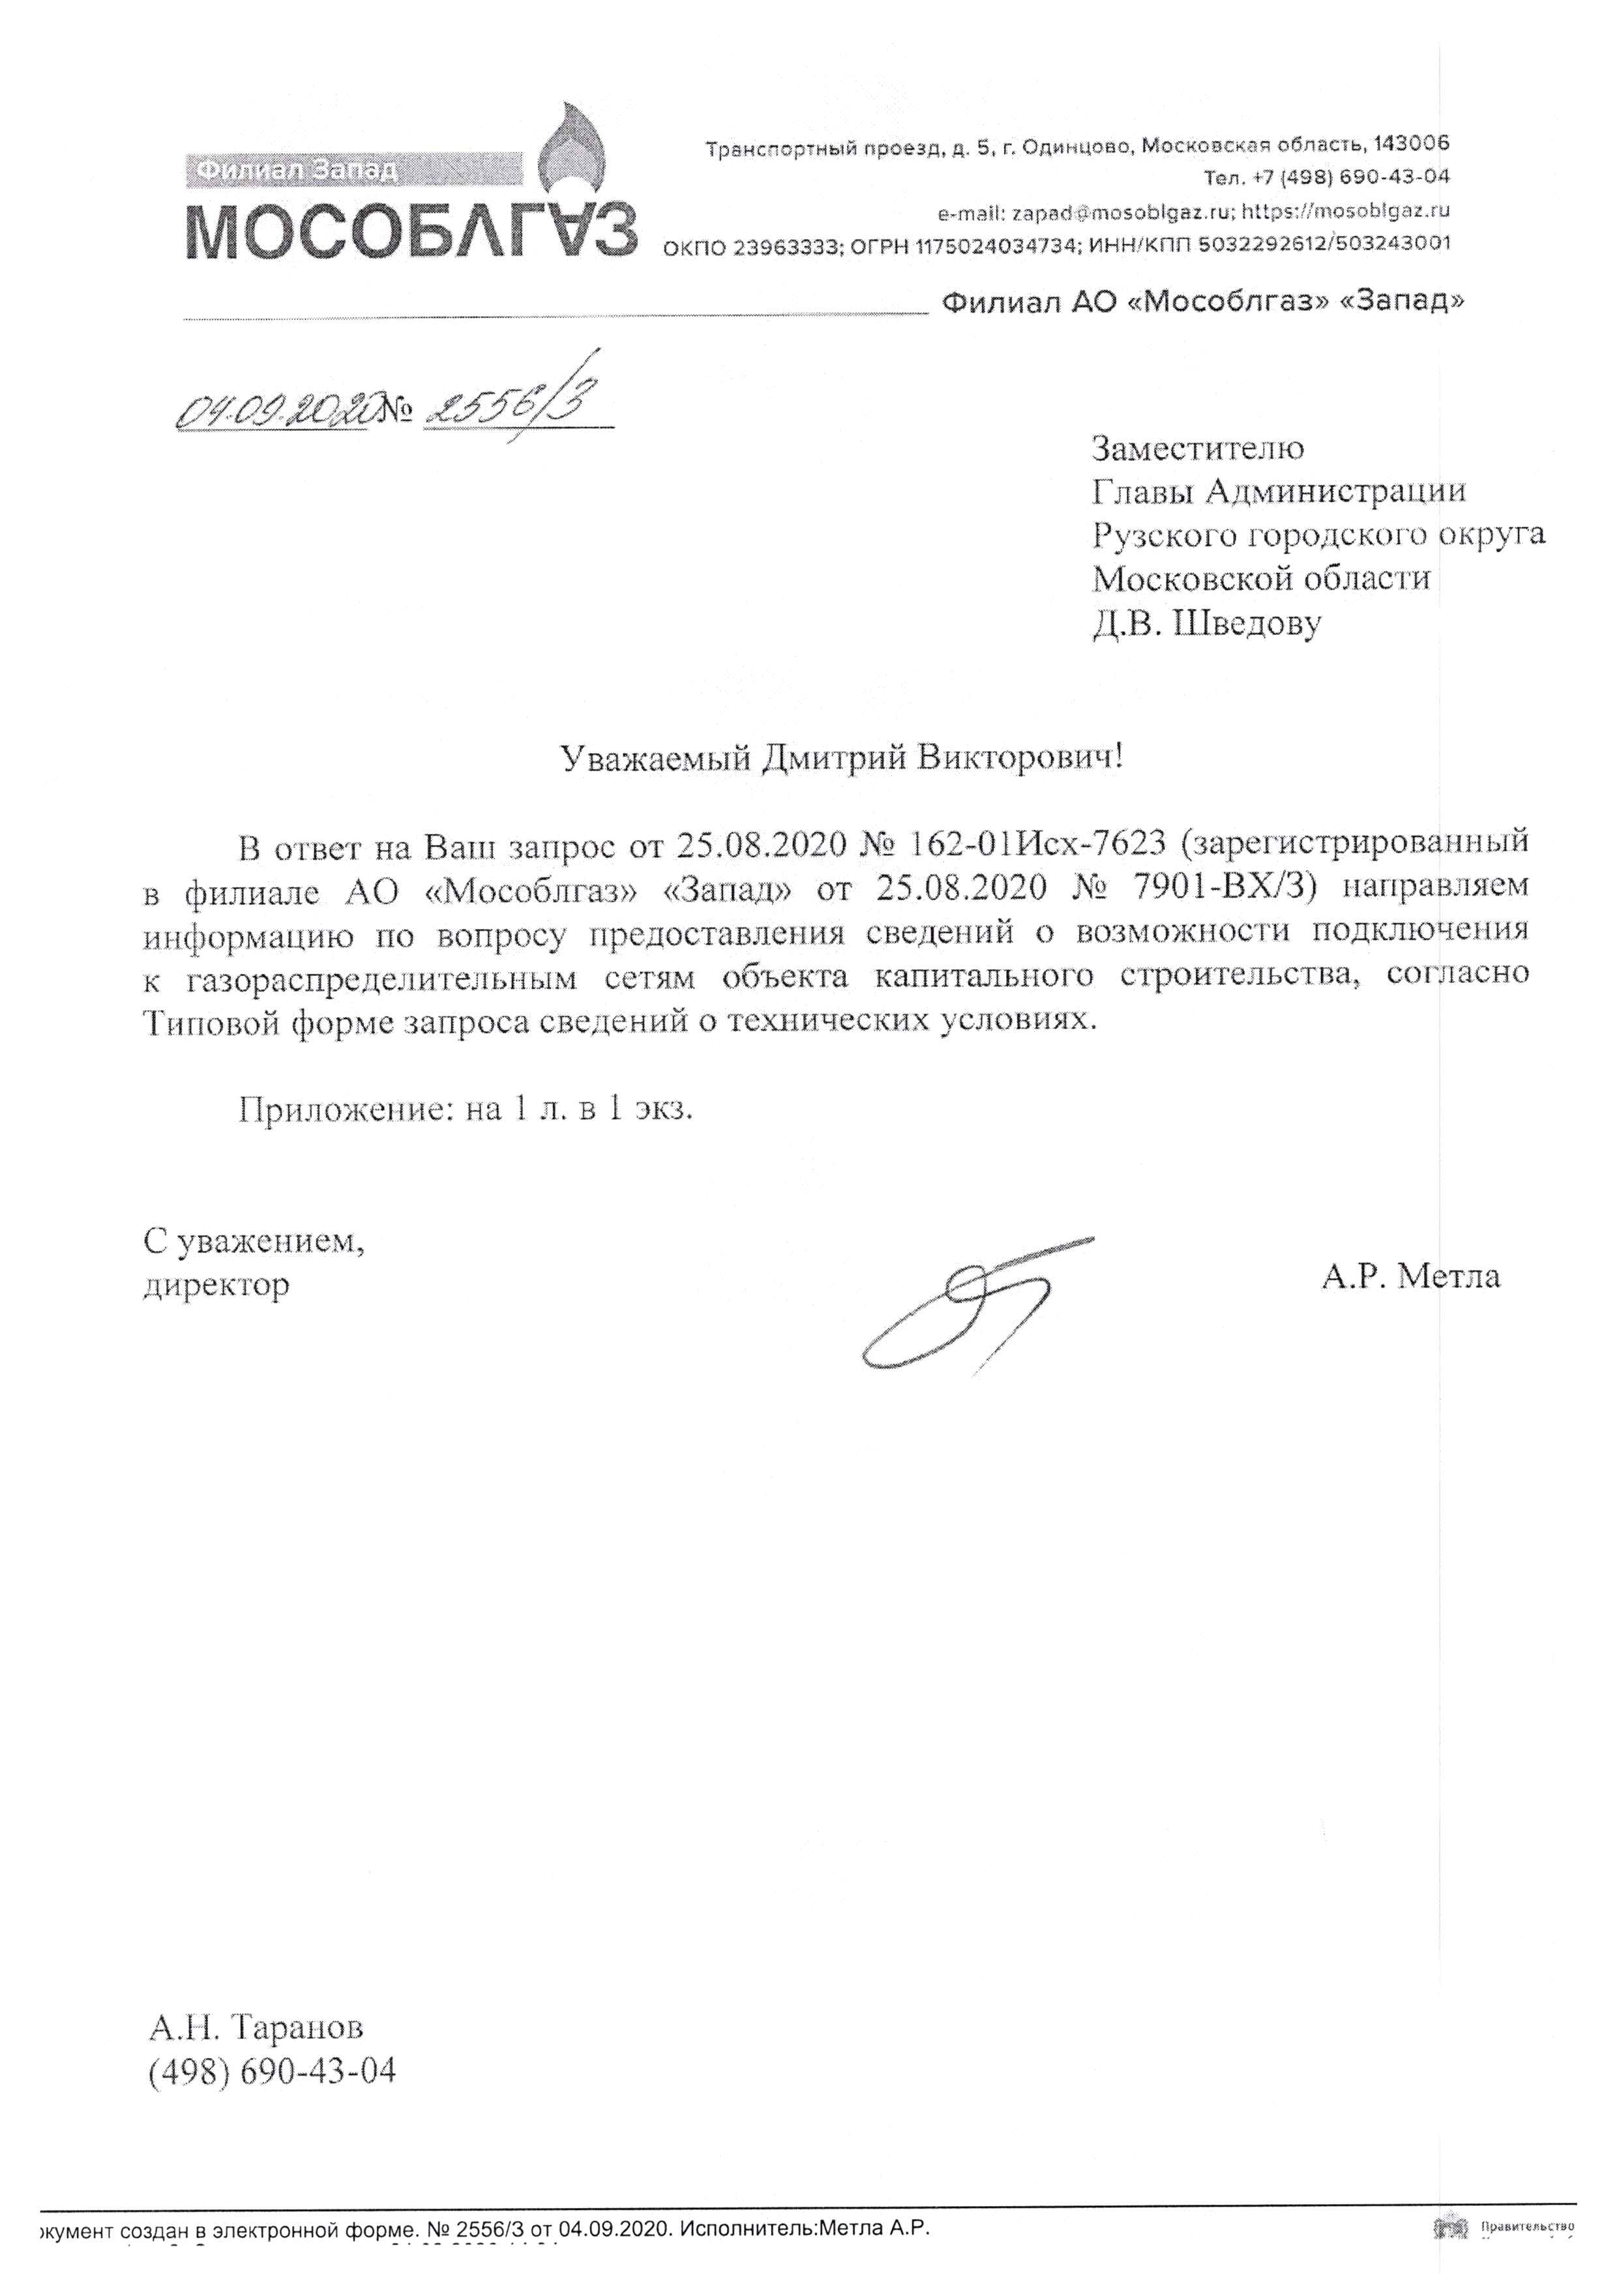 Филиал Запад
МОСОБЛГАЗ
Транспортный проезд, д. 5, г. Одинцово, Московская область, 143006
Тел. +7 (498) 690-43-04
e-mail: zapad@mosoblgaz.ru; https://mosoblgaz.ru
ОКПО 23963333; ОГРН 1175024034734; ИНН/КПП 5032292612/503243001
Филиал АО «Мособлгаз» «Запад»
04.09.2020 № 2556/З
Заместителю
Главы Администрации
Рузского городского округа
Московской области
Д.В. Шведову
Уважаемый Дмитрий Викторович!
В ответ на Ваш запрос от 25.08.2020 № 162-01Исх-7623 (зарегистрированный
в филиале АО «Мособлгаз» «Запад» от 25.08.2020 № 7901-ВХ/З) направляем
информацию по вопросу предоставления сведений о возможности подключения
к газораспределительным сетям объекта капитального строительства, согласно
Типовой форме запроса сведений о технических условиях.
Приложение: на 1 л. в 1 экз.
С уважением,
директор
А.Р. Метла
А.Н. Таранов
(498) 690-43-04
окумент создан в электронной форме. № 2556/З от 04.09.2020. Исполнитель:Метла А.Р.
Правительство